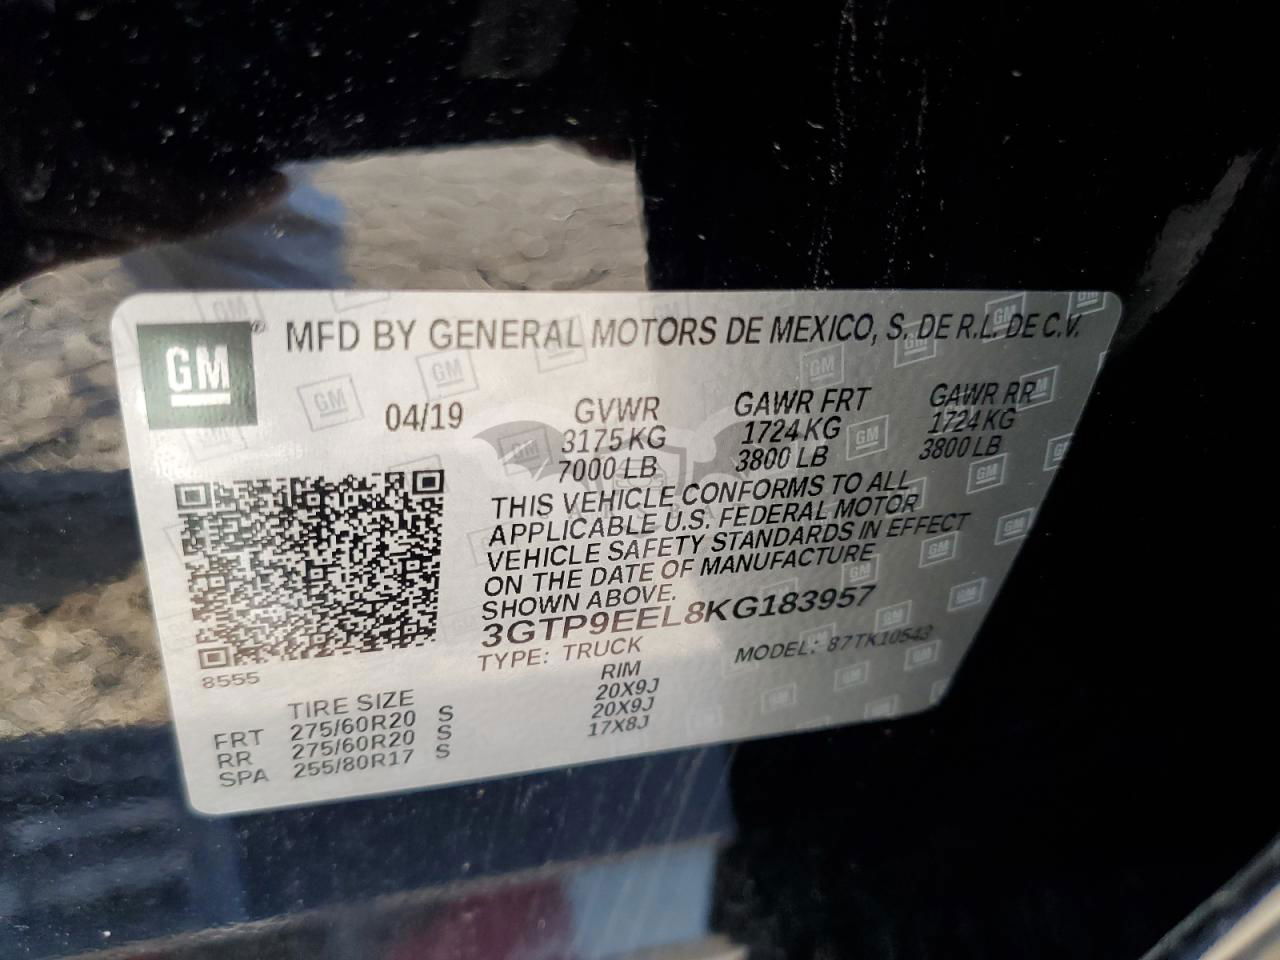 GM® MFD BY GENERAL MOTORS DE MEXICO, S. DE R.L. DE C.V.
04/19 GVWR GAWR FRT GAWR RR
3175 KG 1724 KG 1724 KG
7000 LB 3800 LB 3800 LB
THIS VEHICLE CONFORMS TO ALL
APPLICABLE U.S. FEDERAL MOTOR
VEHICLE SAFETY STANDARDS IN EFFECT
ON THE DATE OF MANUFACTURE
SHOWN ABOVE.
3GTP9EEL8KG183957
TYPE: TRUCK MODEL: 87TK10543
8555
TIRE SIZE RIM
FRT 275/60R20 S 20X9J
RR 275/60R20 S 20X9J
SPA 255/80R17 S 17X8J